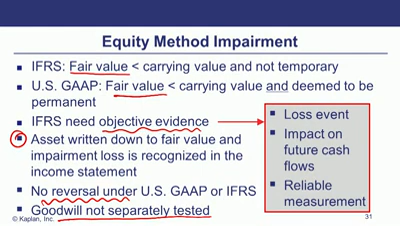 Equity Method Impairment
IFRS: Fair value < carrying value and not temporary
U.S. GAAP: Fair value < carrying value and deemed to be
permanent
IFRS need objective evidence
Asset written down to fair value and
impairment loss is recognized in the
income statement
No reversal under U.S. GAAP or IFRS
Goodwill not separately tested
Loss event
Impact on
future cash
flows
Reliable
measurement
© Kaplan, Inc.
31